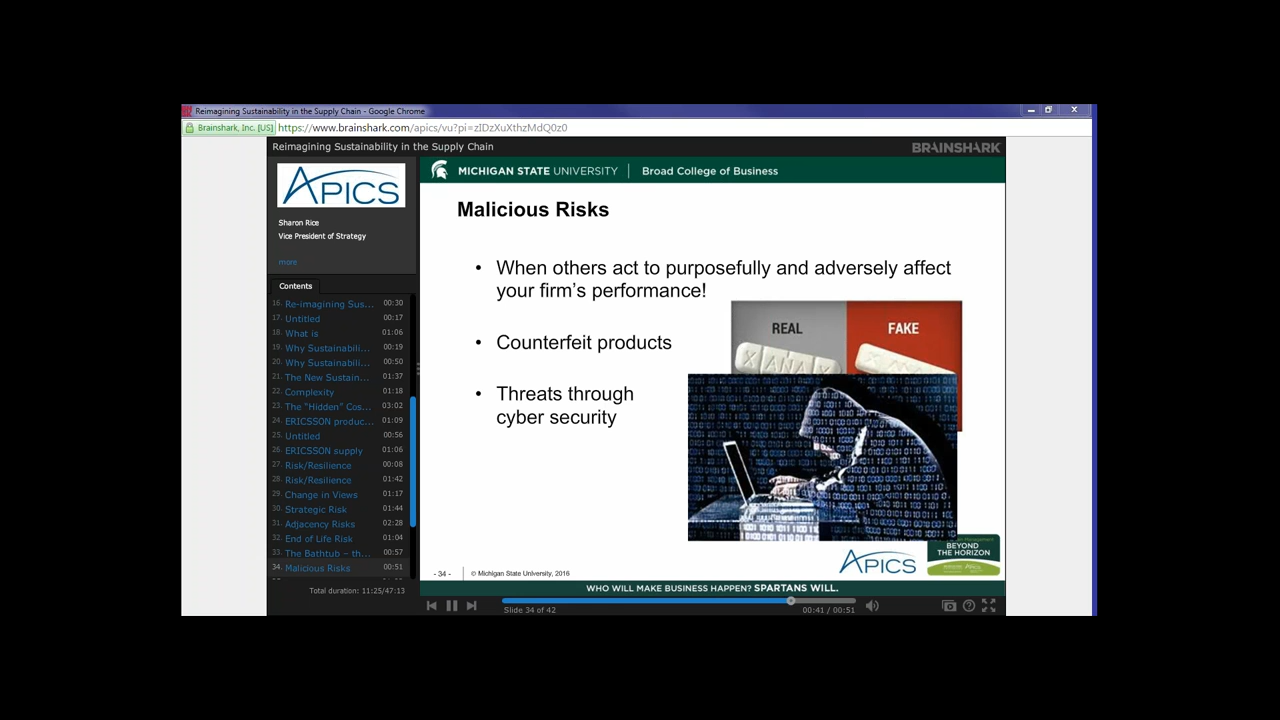 Reimagining Sustainability in the Supply Chain - Google Chrome
Brainshark, Inc. [US] https://www.brainshark.com/apics/vu?pi=zIDzXuXthzMdQ0z0
Reimagining Sustainability in the Supply Chain
BRAINSHARK
APICS
Sharon Rice
Vice President of Strategy
more
Contents
16. Re-imagining Sus... 00:30
17. Untitled 00:17
18. What is 01:06
19. Why Sustainabili... 00:19
20. Why Sustainabili... 00:50
21. The New Sustain... 01:37
22. Complexity 01:18
23. The "Hidden" Cos... 03:02
24. ERICSSON produc... 01:09
25. Untitled 00:56
26. ERICSSON supply 01:06
27. Risk/Resilience 00:08
28. Risk/Resilience 01:42
29. Change in Views 01:17
30. Strategic Risk 01:44
31. Adjacency Risks 02:28
32. End of Life Risk 01:04
33. The Bathtub – th... 00:57
34. Malicious Risks 00:51
Total duration: 11:25/47:13
MICHIGAN STATE UNIVERSITY | Broad College of Business
Malicious Risks
• When others act to purposefully and adversely affect
your firm's performance!
• Counterfeit products
• Threats through
cyber security
REAL
FAKE
XANAX
APICS
BEYOND
THE HORIZON
- 34 - | © Michigan State University, 2016
WHO WILL MAKE BUSINESS HAPPEN? SPARTANS WILL.
Slide 34 of 42
00:41 / 00:51